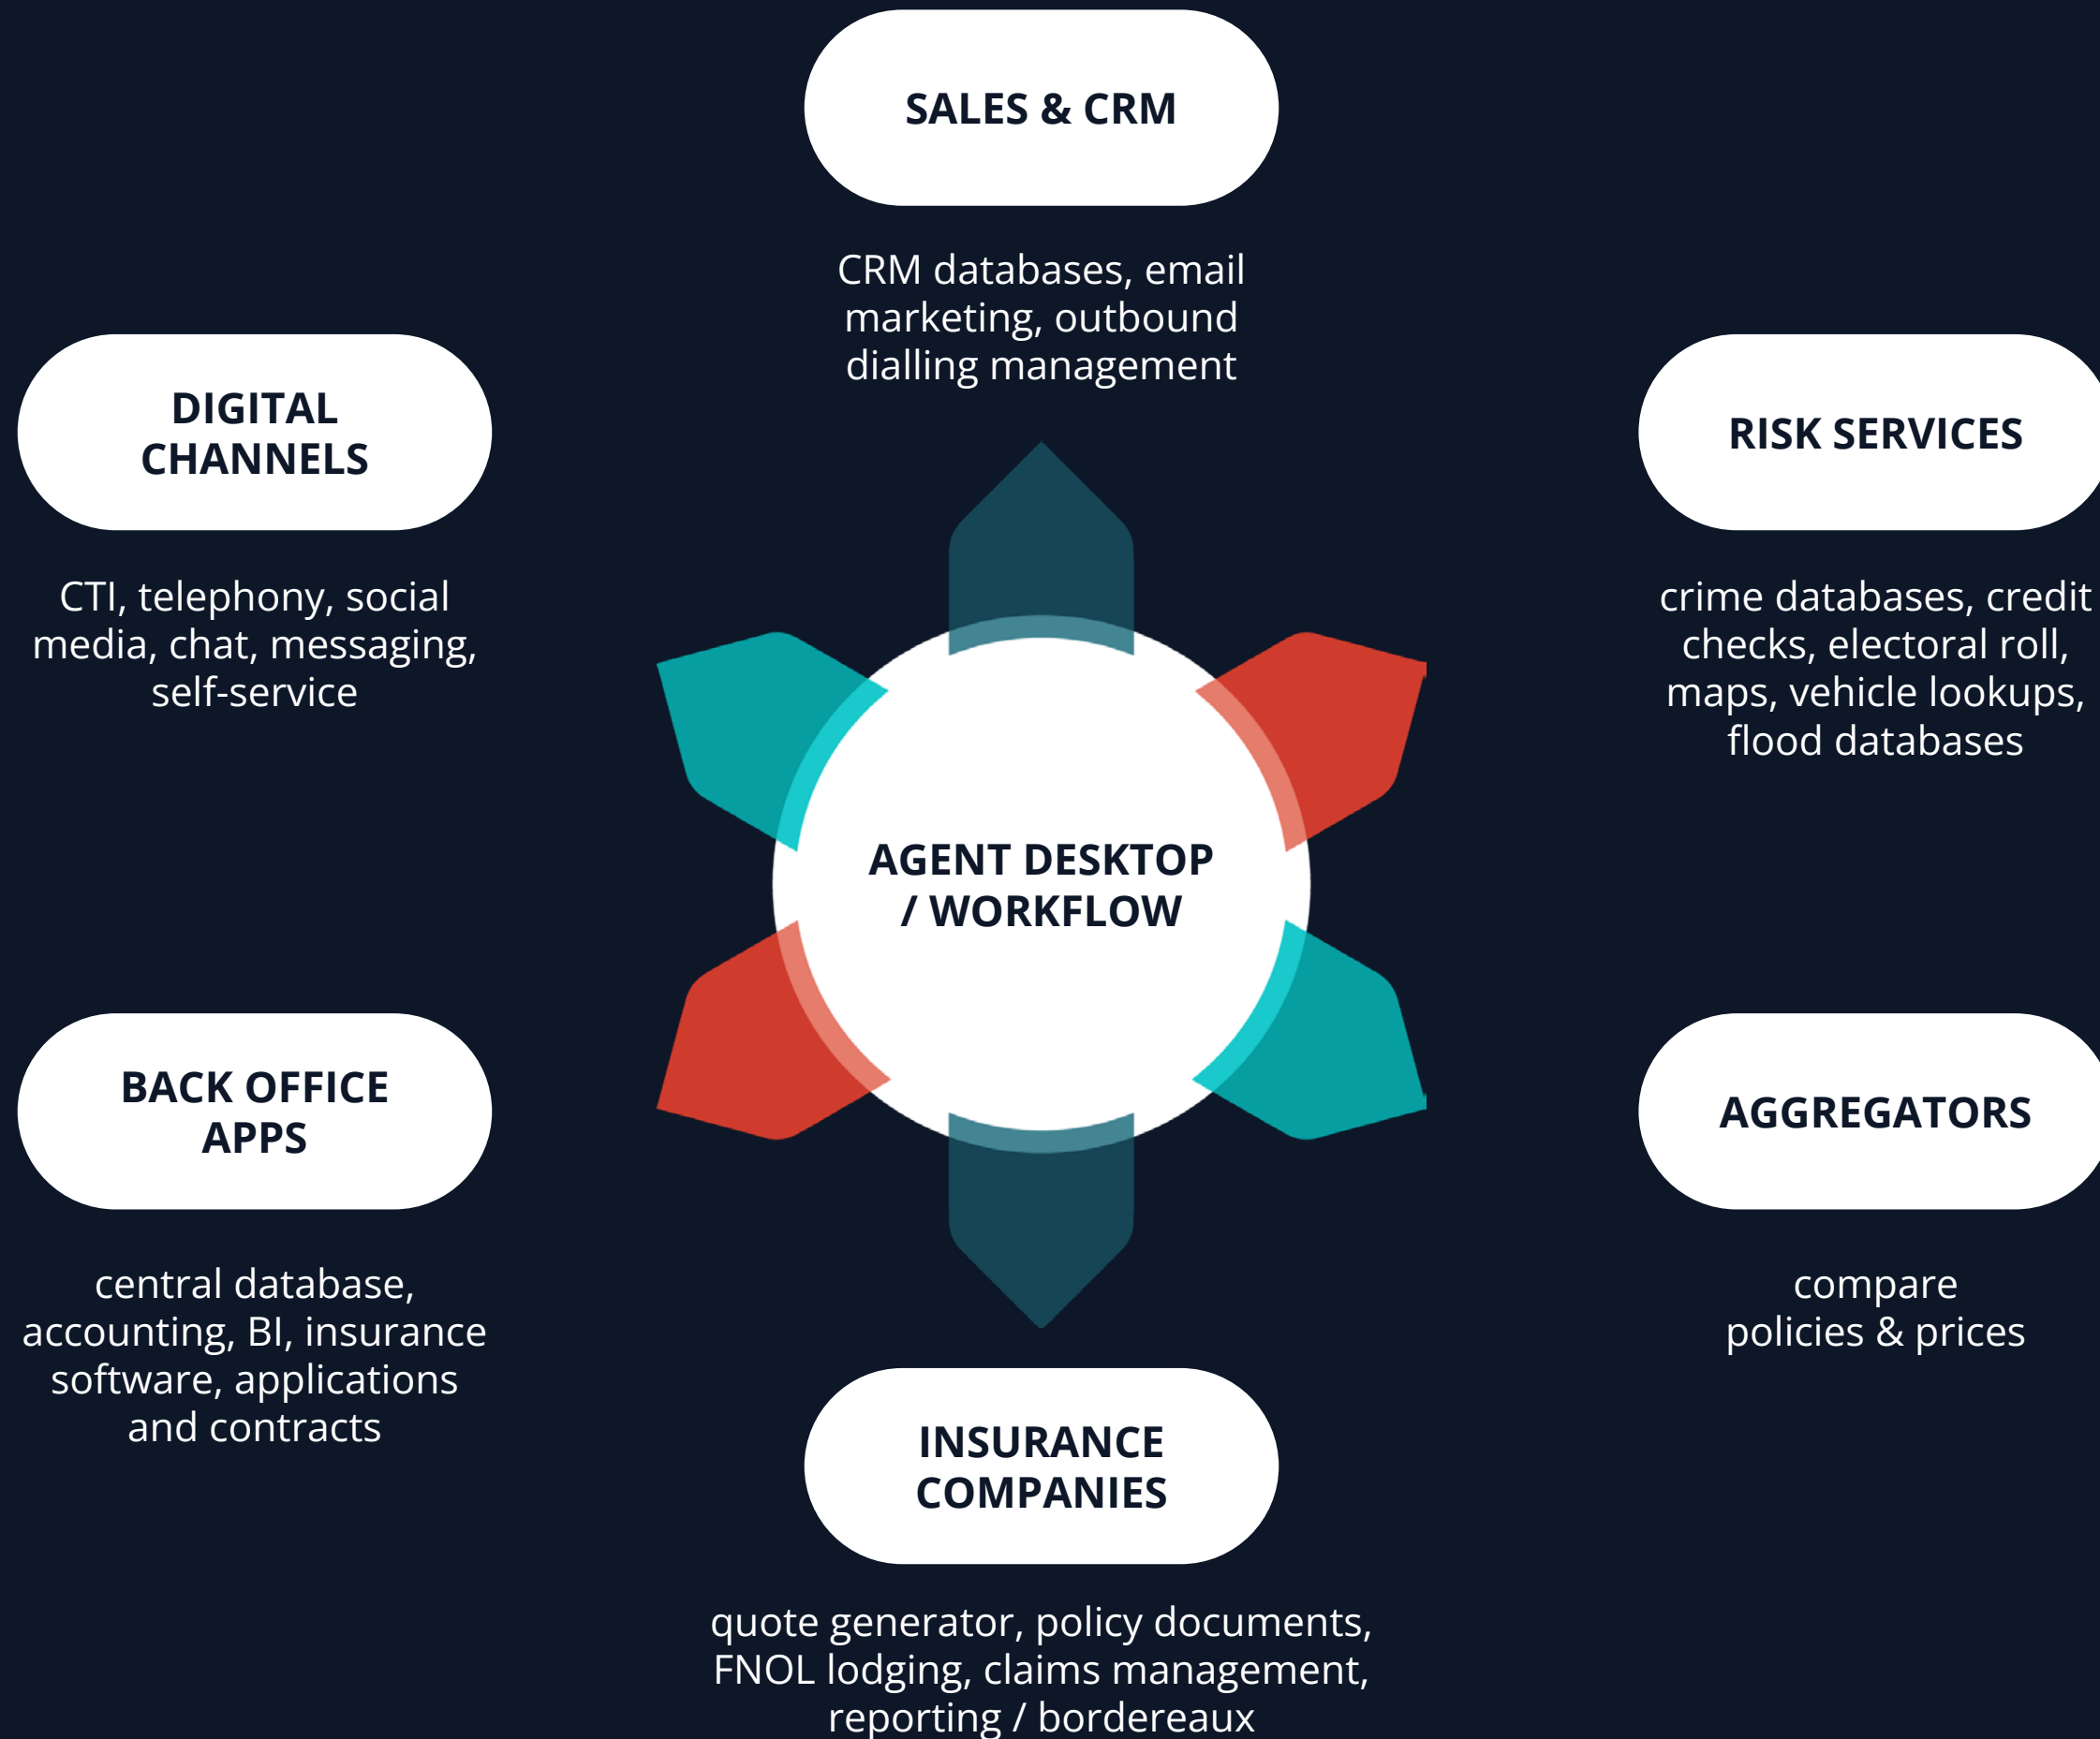 SALES & CRM
CRM databases, email
marketing, outbound
dialling management
DIGITAL
CHANNELS
CTI, telephony, social
media, chat, messaging,
self-service
RISK SERVICES
crime databases, credit
checks, electoral roll,
maps, vehicle lookups,
flood databases
AGENT DESKTOP
/ WORKFLOW
BACK OFFICE
APPS
central database,
accounting, BI, insurance
software, applications
and contracts
AGGREGATORS
compare
policies & prices
INSURANCE
COMPANIES
quote generator, policy documents,
FNOL lodging, claims management,
reporting / bordereaux